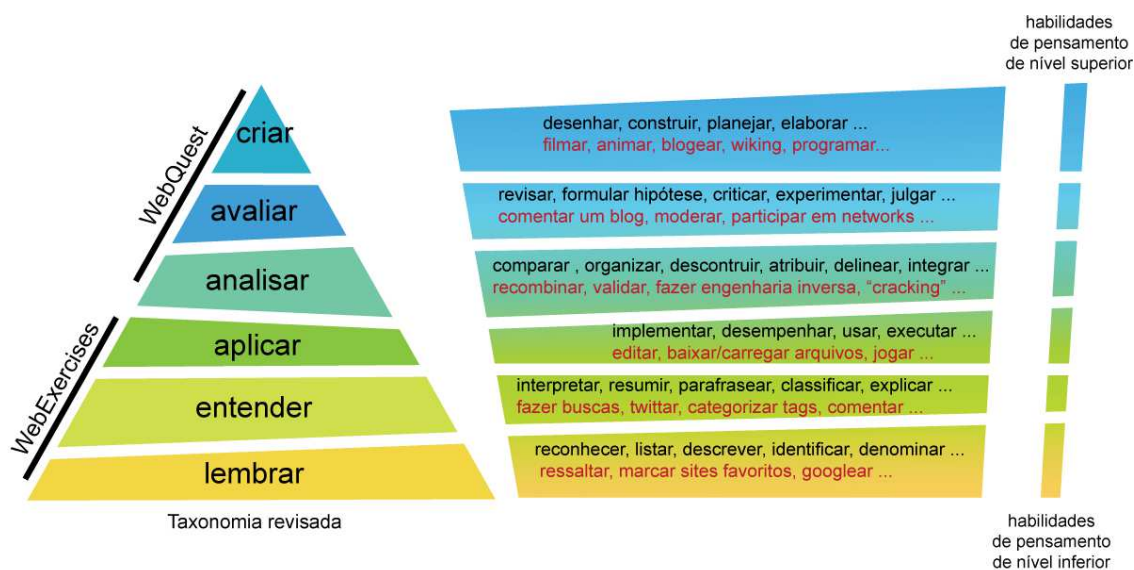 habilidades
de pensamento
de nível superior
WebQuest
criar
desenhar, construir, planejar, elaborar ...
filmar, animar, blogear, wiking, programar...
avaliar
revisar, formular hipótese, criticar, experimentar, julgar ...
comentar um blog, moderar, participar em networks ...
analisar
comparar , organizar, descontruir, atribuir, delinear, integrar ...
recombinar, validar, fazer engenharia inversa, “cracking” ...
WebExercises
aplicar
implementar, desempenhar, usar, executar ...
editar, baixar/carregar arquivos, jogar ...
entender
interpretar, resumir, parafrasear, classificar, explicar ...
fazer buscas, twittar, categorizar tags, comentar ...
lembrar
reconhecer, listar, descrever, identificar, denominar ...
ressaltar, marcar sites favoritos, googlear ...
Taxonomia revisada
habilidades
de pensamento
de nível inferior